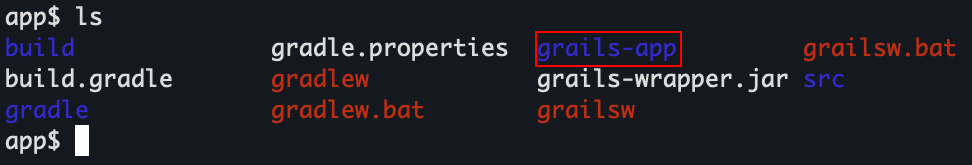 app$ ls
build gradle.properties grails-app grailsw.bat
build.gradle gradlew grails-wrapper.jar src
gradle gradlew.bat grailsw
app$